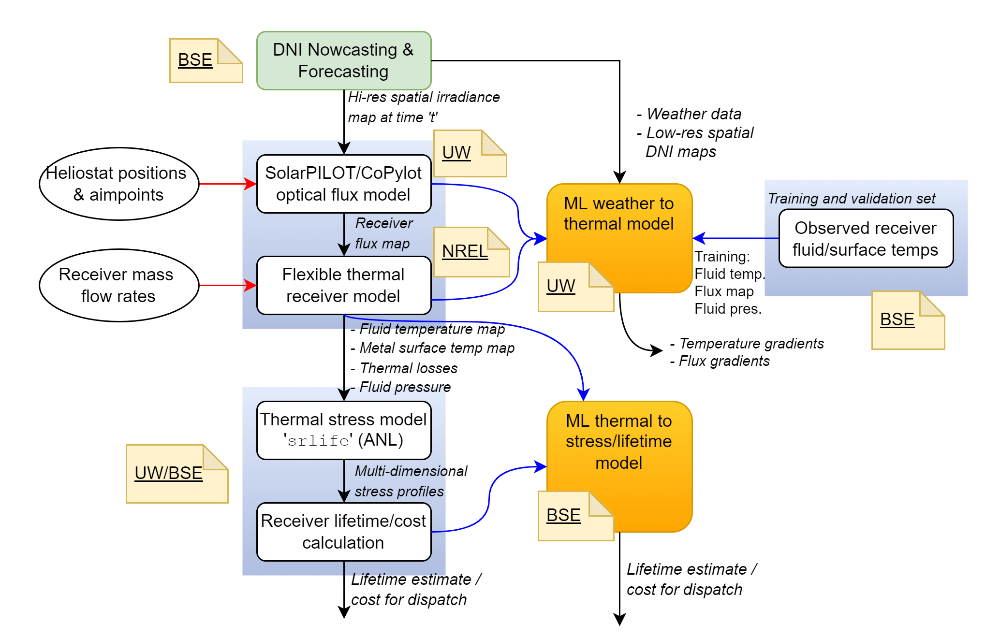 BSE
DNI Nowcasting &
Forecasting
Hi-res spatial irradiance
map at time 't'
- Weather data
- Low-res spatial
DNI maps
UW
Heliostat positions
& aimpoints
SolarPILOT/CoPylot
optical flux model
ML weather to
thermal model
Training and validation set
Observed receiver
fluid/surface temps
Receiver
flux map
NREL
Training:
Fluid temp.
Flux map
Fluid pres.
Receiver mass
flow rates
Flexible thermal
receiver model
UW
BSE
- Fluid temperature map
- Metal surface temp map
- Thermal losses
- Fluid pressure
- Temperature gradients
- Flux gradients
Thermal stress model
'srlife' (ANL)
ML thermal to
stress/lifetime
model
UW/BSE
Multi-dimensional
stress profiles
BSE
Receiver lifetime/cost
calculation
Lifetime estimate /
cost for dispatch
Lifetime estimate /
cost for dispatch